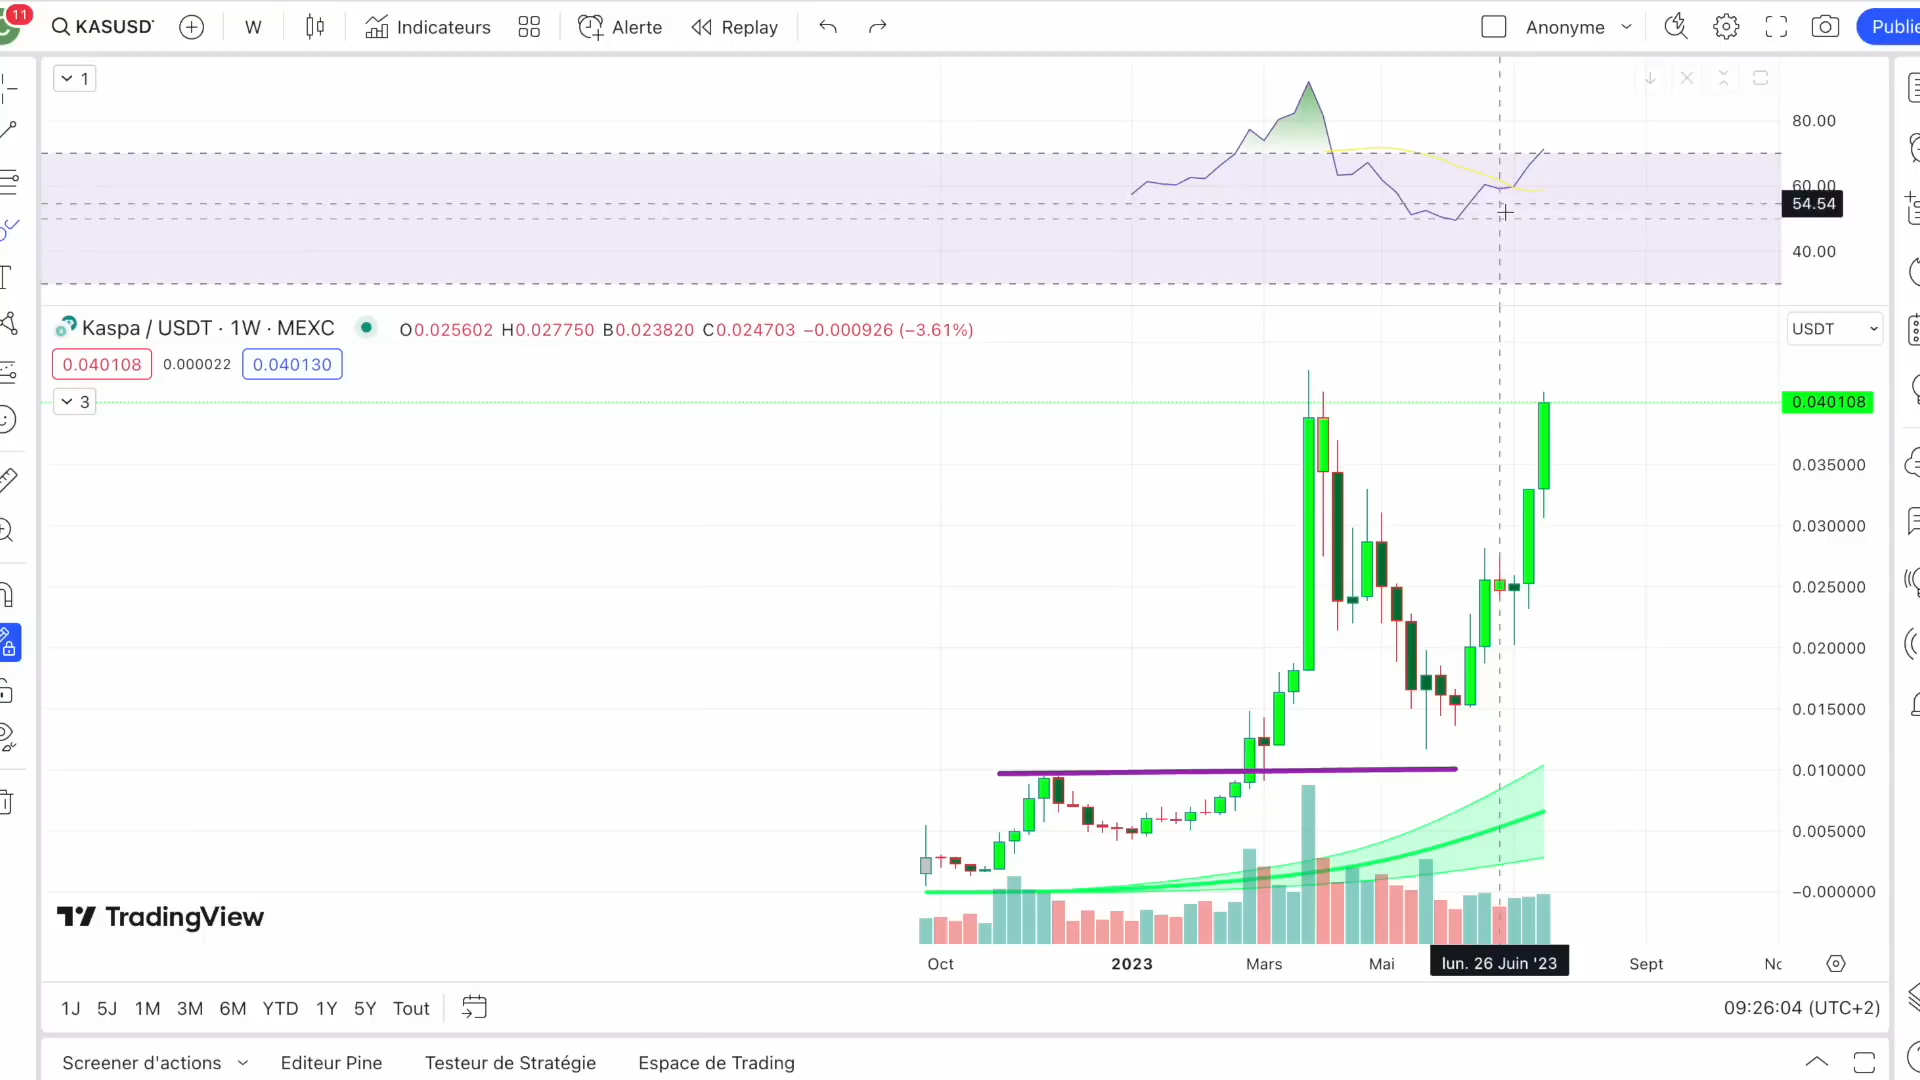 11
KASUSDT
W
Indicateurs
Alerte
Replay
Anonyme
1
80.00
60.00
54.54
40.00
Kaspa / USDT · 1W · MEXC
O0.025602 H0.027750 B0.023820 C0.024703 −0.000926 (−3.61%)
USDT
0.040108 0.000022 0.040130
3
0.040108
0.035000
0.030000
0.025000
0.020000
0.015000
0.010000
0.005000
−0.000000
TradingView
Oct 2023 Mars Mai lun. 26 Juin '23 Sept
1J 5J 1M 3M 6M YTD 1Y 5Y Tout
09:26:04 (UTC+2)
Screener d'actions Editeur Pine Testeur de Stratégie Espace de Trading